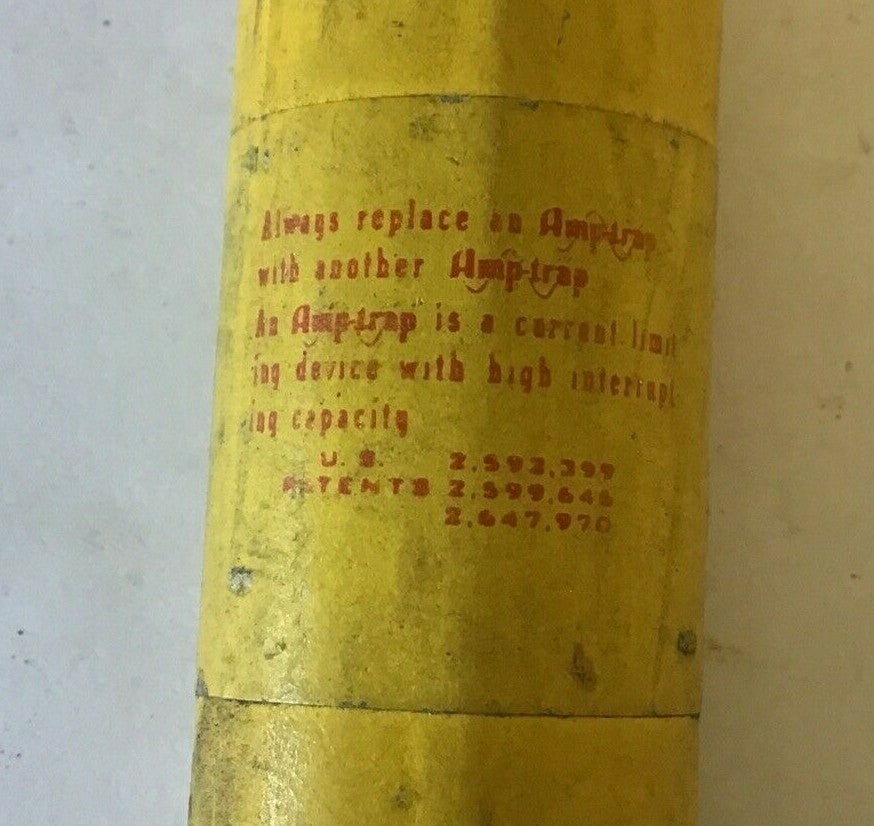 Always replace an Amp-trap
with another Amp-trap
An Amp-trap is a current limit
ing device with high interrupt
ing capacity
U. S. 2,593,399
PATENTS 2,599,646
2,647,970